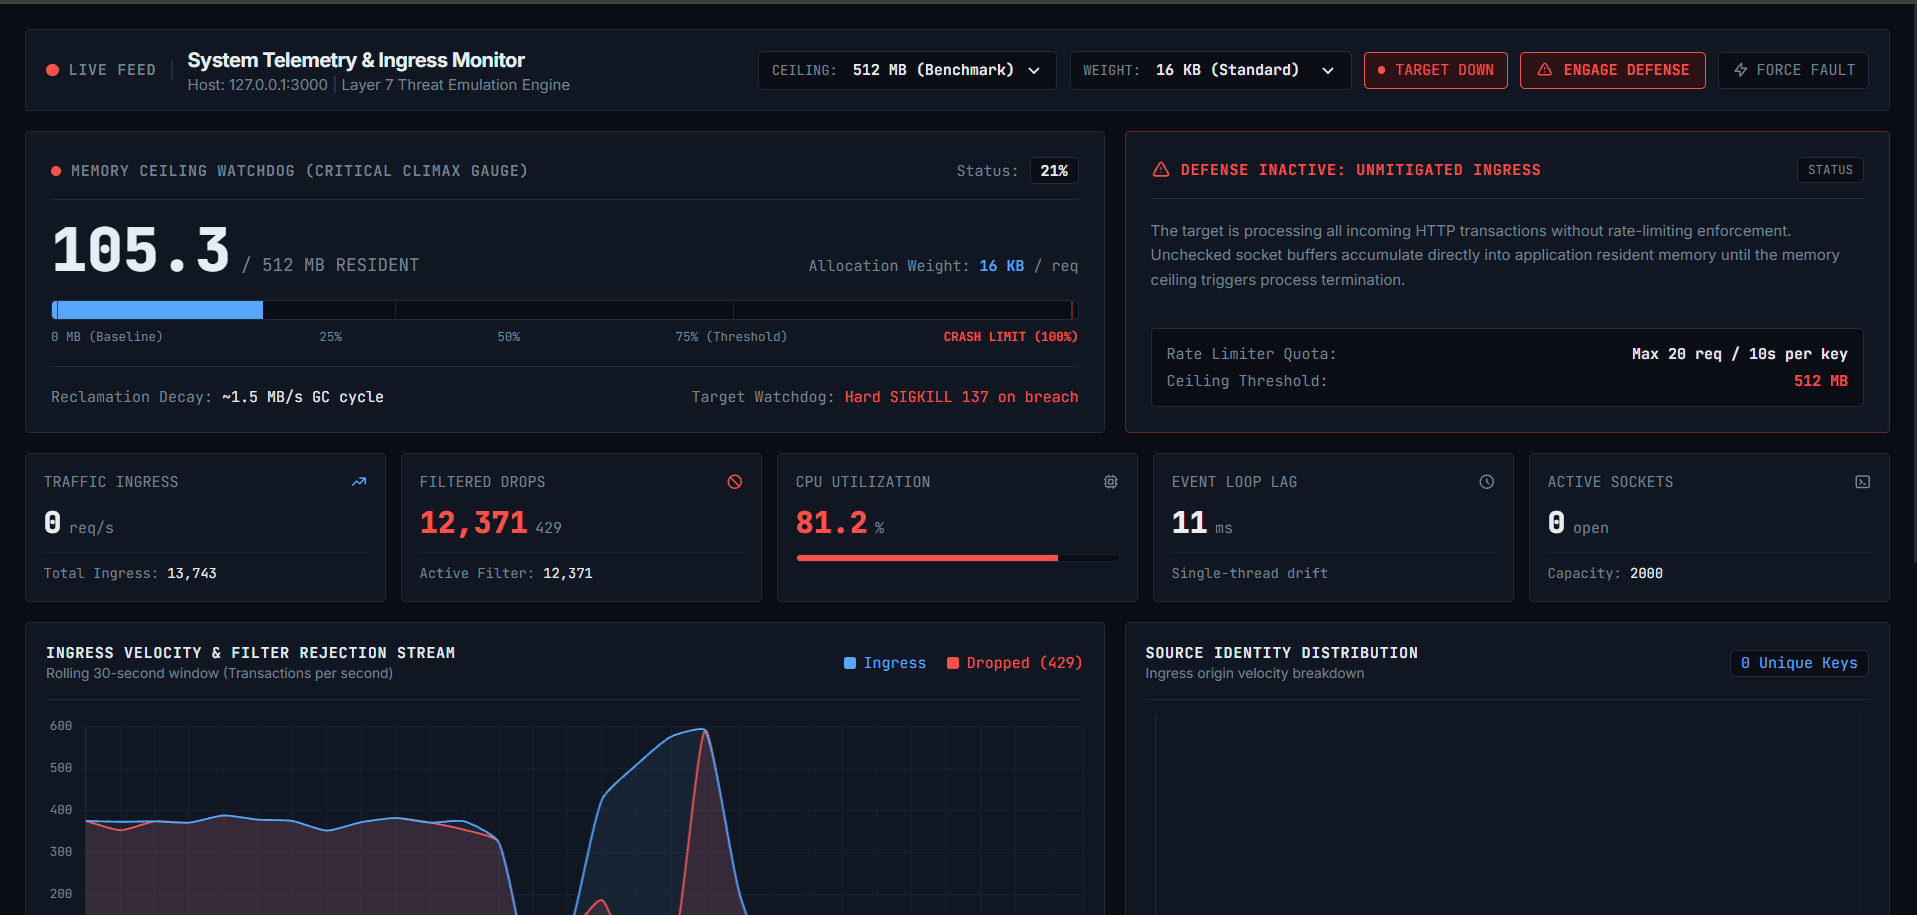 LIVE FEED
System Telemetry & Ingress Monitor
Host: 127.0.0.1:3000 | Layer 7 Threat Emulation Engine
CEILING: 512 MB (Benchmark)
WEIGHT: 16 KB (Standard)
TARGET DOWN
ENGAGE DEFENSE
FORCE FAULT
MEMORY CEILING WATCHDOG (CRITICAL CLIMAX GAUGE)
Status: 21%
105.3 / 512 MB RESIDENT
Allocation Weight: 16 KB / req
0 MB (Baseline)
25%
50%
75% (Threshold)
CRASH LIMIT (100%)
Reclamation Decay: ~1.5 MB/s GC cycle
Target Watchdog: Hard SIGKILL 137 on breach
DEFENSE INACTIVE: UNMITIGATED INGRESS
STATUS
The target is processing all incoming HTTP transactions without rate-limiting enforcement.
Unchecked socket buffers accumulate directly into application resident memory until the memory
ceiling triggers process termination.
Rate Limiter Quota: Max 20 req / 10s per key
Ceiling Threshold: 512 MB
TRAFFIC INGRESS
0 req/s
Total Ingress: 13,743
FILTERED DROPS
12,371 429
Active Filter: 12,371
CPU UTILIZATION
81.2 %
EVENT LOOP LAG
11 ms
Single-thread drift
ACTIVE SOCKETS
0 open
Capacity: 2000
INGRESS VELOCITY & FILTER REJECTION STREAM
Rolling 30-second window (Transactions per second)
Ingress
Dropped (429)
600
500
400
300
200
SOURCE IDENTITY DISTRIBUTION
Ingress origin velocity breakdown
0 Unique Keys